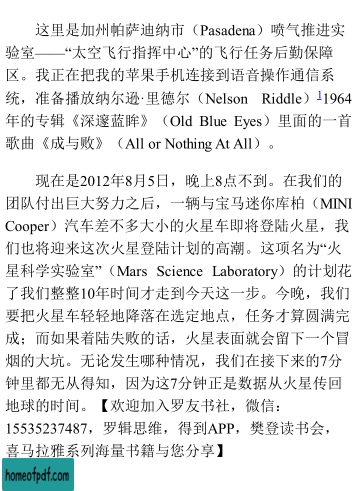 这里是加州帕萨迪纳市（Pasadena）喷气推进实
验室——“太空飞行指挥中心”的飞行任务后勤保障
区。我正在把我的苹果手机连接到语音操作通信系
统，准备播放纳尔逊·里德尔（Nelson Riddle）1964
年的专辑《深邃蓝眸》（Old Blue Eyes）里面的一首
歌曲《成与败》（All or Nothing At All）。
现在是2012年8月5日，晚上8点不到。在我们的
团队付出巨大努力之后，一辆与宝马迷你库柏（MINI
Cooper）汽车差不多大小的火星车即将登陆火星，我
们也将迎来这次火星登陆计划的高潮。这项名为“火
星科学实验室”（Mars Science Laboratory）的计划花
了我们整整10年时间才走到今天这一步。今晚，我们
要把火星车轻轻地降落在选定地点，任务才算圆满完
成；而如果着陆失败的话，火星表面就会留下一个冒
烟的大坑。无论发生哪种情况，我们在接下来的7分
钟里都无从得知，因为这7分钟正是数据从火星传回
地球的时间。【欢迎加入罗友书社，微信：
15535237487，罗辑思维，得到APP，樊登读书会，
喜马拉雅系列海量书籍与您分享】
homeofpdf.com